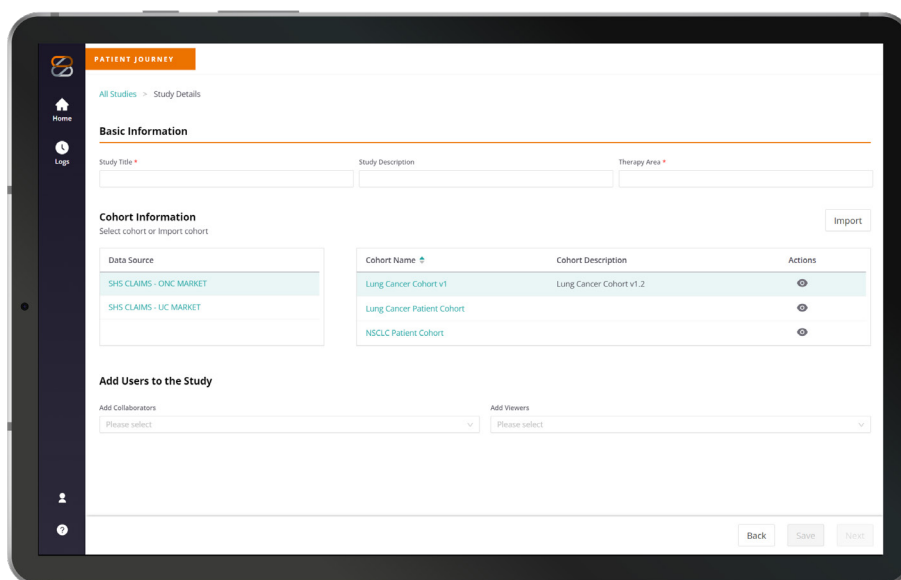 PATIENT JOURNEY
All Studies > Study Details
Home
Logs
Basic Information
Study Title *
Study Description
Therapy Area *
Cohort Information
Select cohort or Import cohort
Import
Data Source
SHS CLAIMS - ONC MARKET
SHS CLAIMS - UC MARKET
Cohort Name
Cohort Description
Actions
Lung Cancer Cohort v1
Lung Cancer Cohort v1.2
Lung Cancer Patient Cohort
NSCLC Patient Cohort
Add Users to the Study
Add Collaborators
Please select
Add Viewers
Please select
?
Back
Save
Next